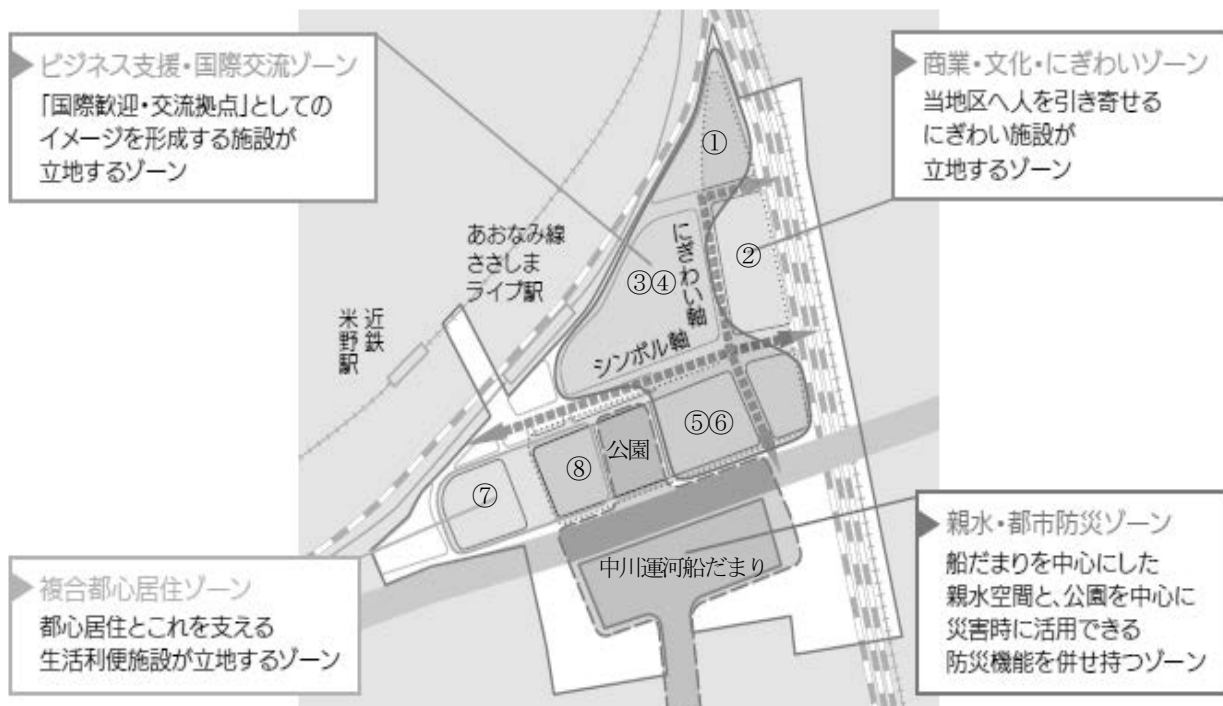 ビジネス支援・国際交流ゾーン
「国際歓迎・交流拠点」としての
イメージを形成する施設が
立地するゾーン
商業・文化・にぎわいゾーン
当地区へ人を引き寄せる
にぎわい施設が
立地するゾーン
①
②
③④
にぎわい軸
シンボル軸
あおなみ線
ささしま
ライブ駅
近鉄
米野駅
⑤⑥
公園
⑧
⑦
中川運河船だまり
複合都心居住ゾーン
都心居住とこれを支える
生活利便施設が立地するゾーン
親水・都市防災ゾーン
船だまりを中心にした
親水空間と、公園を中心に
災害時に活用できる
防災機能を併せ持つゾーン